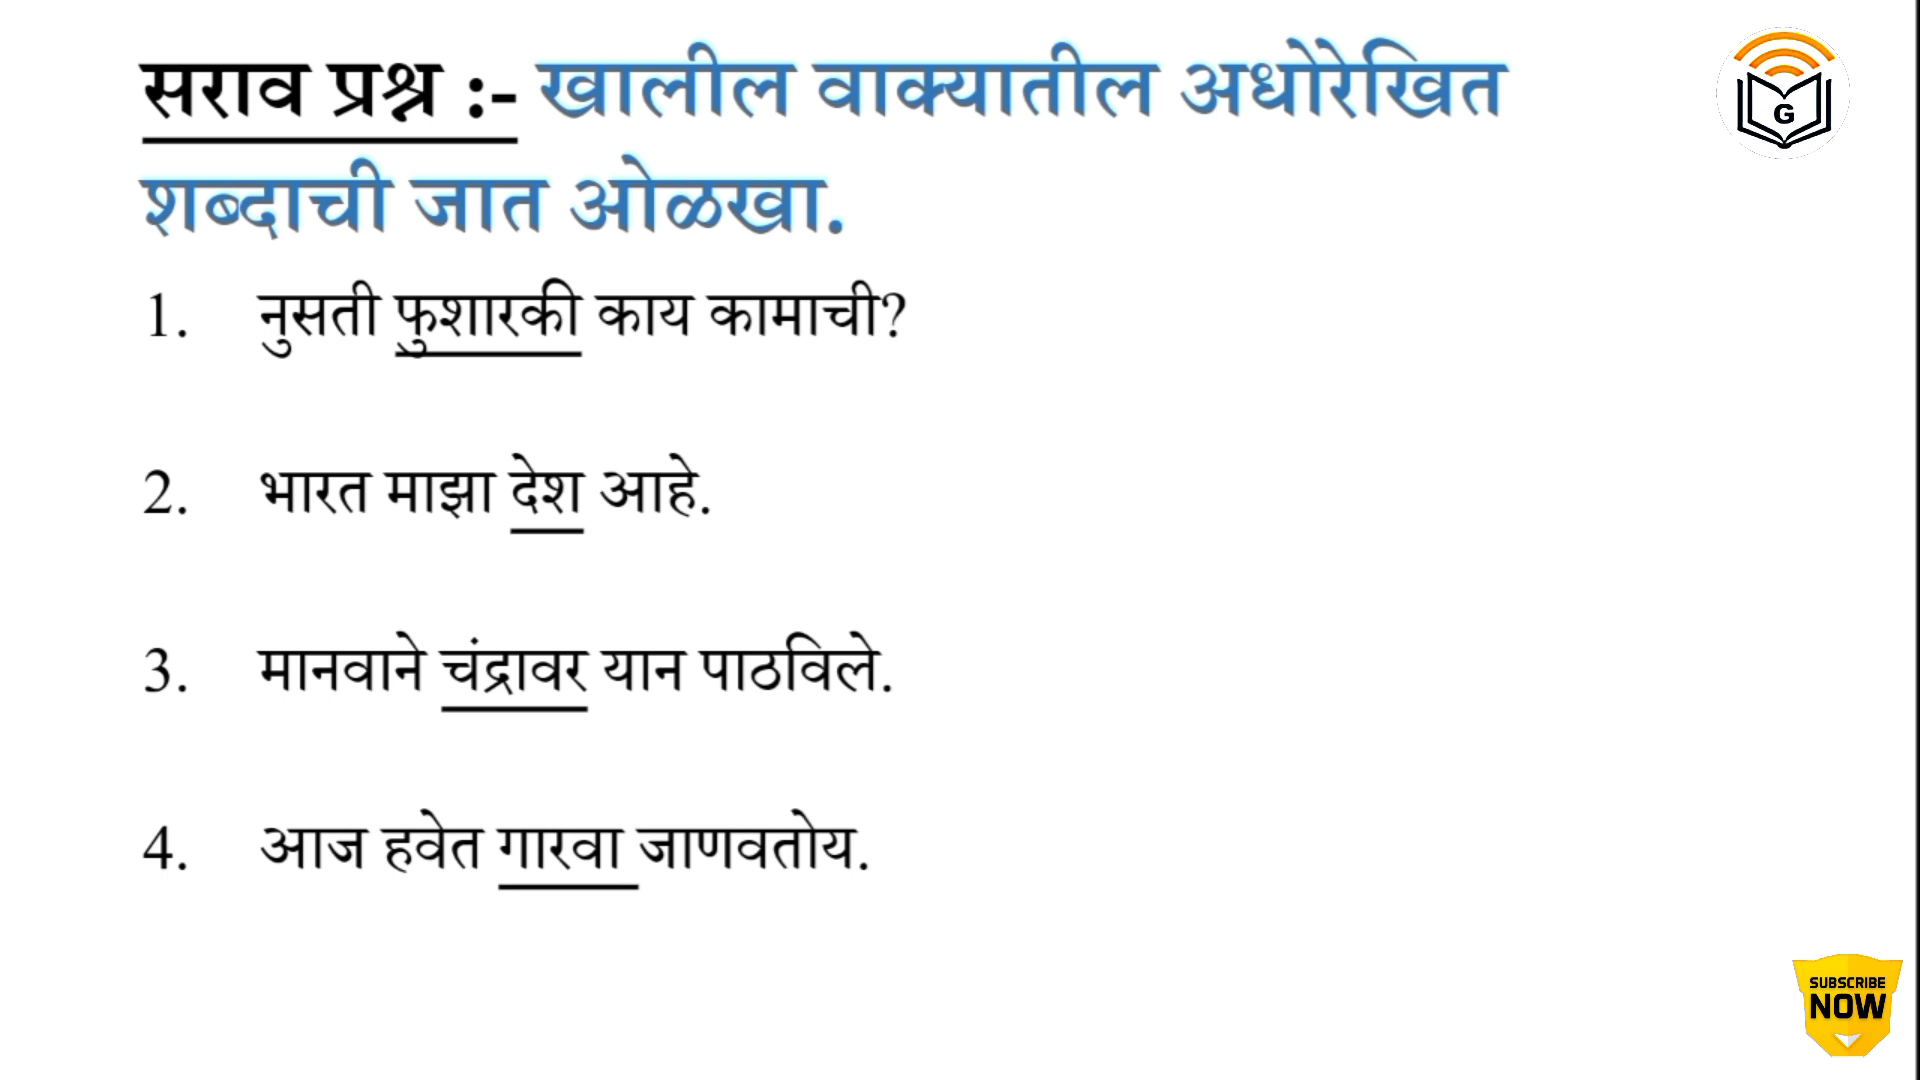 सराव प्रश्न :- खालील वाक्यातील अधोरेखित
शब्दाची जात ओळखा.
1. नुसती फुशारकी काय कामाची?
2. भारत माझा देश आहे.
3. मानवाने चंद्रावर यान पाठविले.
4. आज हवेत गारवा जाणवतोय.
G
SUBSCRIBE
NOW